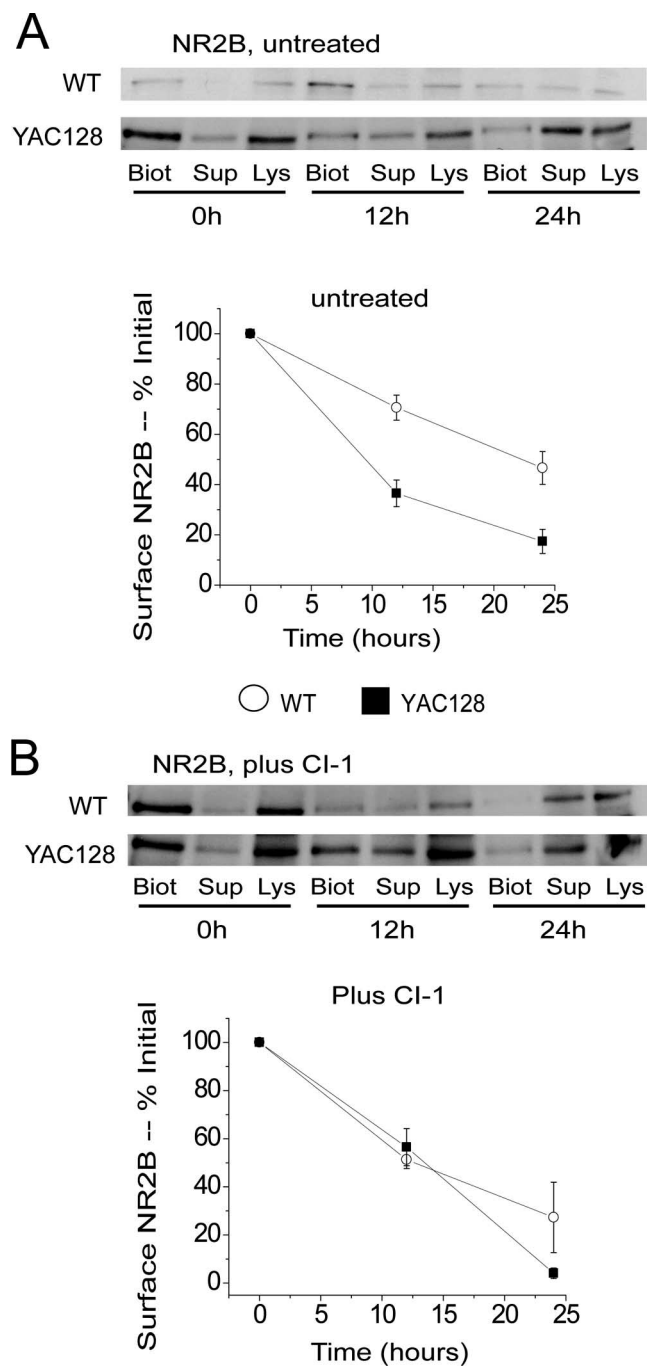 A
NR2B, untreated
WT
YAC128
Biot Sup Lys Biot Sup Lys Biot Sup Lys
0h 12h 24h
untreated
Surface NR2B -- % Initial
100
80
60
40
20
0
0 5 10 15 20 25
Time (hours)
WT YAC128
B
NR2B, plus CI-1
WT
YAC128
Biot Sup Lys Biot Sup Lys Biot Sup Lys
0h 12h 24h
Plus CI-1
Surface NR2B -- % Initial
100
80
60
40
20
0
0 5 10 15 20 25
Time (hours)